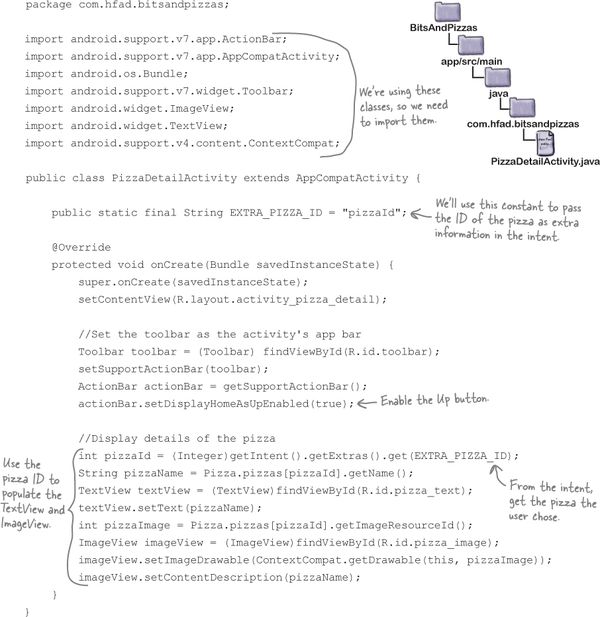 package com.hfad.bitsandpizzas;
import android.support.v7.app.ActionBar;
import android.support.v7.app.AppCompatActivity;
import android.os.Bundle;
import android.support.v7.widget.Toolbar;
import android.widget.ImageView;
import android.widget.TextView;
import android.support.v4.content.ContextCompat;
We're using these
classes, so we need
to import them.
BitsAndPizzas
app/src/main
java
com.hfad.bitsandpizzas
PizzaDetailActivity.java
public class PizzaDetailActivity extends AppCompatActivity {
public static final String EXTRA_PIZZA_ID = "pizzaId";
We'll use this constant to pass
the ID of the pizza as extra
information in the intent.
@Override
protected void onCreate(Bundle savedInstanceState) {
super.onCreate(savedInstanceState);
setContentView(R.layout.activity_pizza_detail);
//Set the toolbar as the activity's app bar
Toolbar toolbar = (Toolbar) findViewById(R.id.toolbar);
setSupportActionBar(toolbar);
ActionBar actionBar = getSupportActionBar();
actionBar.setDisplayHomeAsUpEnabled(true);
Enable the Up button.
//Display details of the pizza
int pizzaId = (Integer)getIntent().getExtras().get(EXTRA_PIZZA_ID);
String pizzaName = Pizza.pizzas[pizzaId].getName();
TextView textView = (TextView)findViewById(R.id.pizza_text);
textView.setText(pizzaName);
int pizzaImage = Pizza.pizzas[pizzaId].getImageResourceId();
ImageView imageView = (ImageView)findViewById(R.id.pizza_image);
imageView.setImageDrawable(ContextCompat.getDrawable(this, pizzaImage));
imageView.setContentDescription(pizzaName);
Use the
pizza ID to
populate the
TextView and
ImageView.
From the intent,
get the pizza the
user chose.
}
}